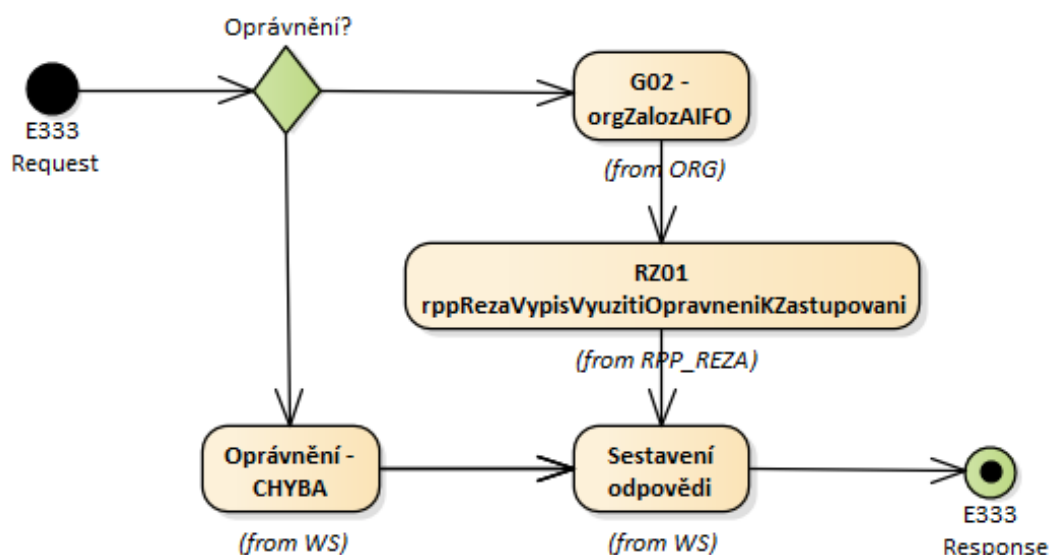 Oprávnění?
E333
Request
G02 -
orgZalozAIFO
(from ORG)
RZ01
rppRezaVypisVyuzitiOpravneniKZastupovani
(from RPP_REZA)
Oprávnění -
CHYBA
(from WS)
Sestavení
odpovědi
(from WS)
E333
Response